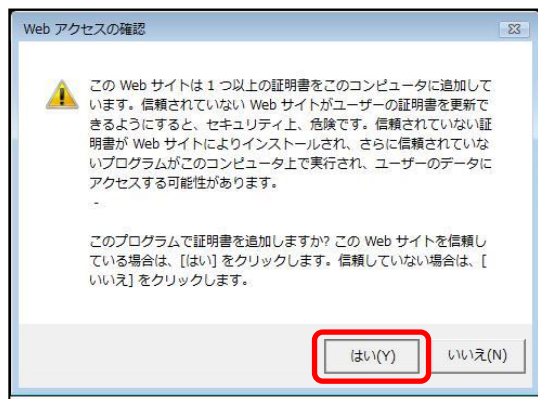 Web アクセスの確認
この Web サイトは 1 つ以上の証明書をこのコンピュータに追加して
います。信頼されていない Web サイトがユーザーの証明書を更新で
きるようにすると、セキュリティ上、危険です。信頼されていない証
明書が Web サイトによりインストールされ、さらに信頼されていな
いプログラムがこのコンピュータ上で実行され、ユーザーのデータに
アクセスする可能性があります。
-
このプログラムで証明書を追加しますか? この Web サイトを信頼し
ている場合は、[はい] をクリックします。信頼していない場合は、[
いいえ] をクリックします。
はい(Y) いいえ(N)